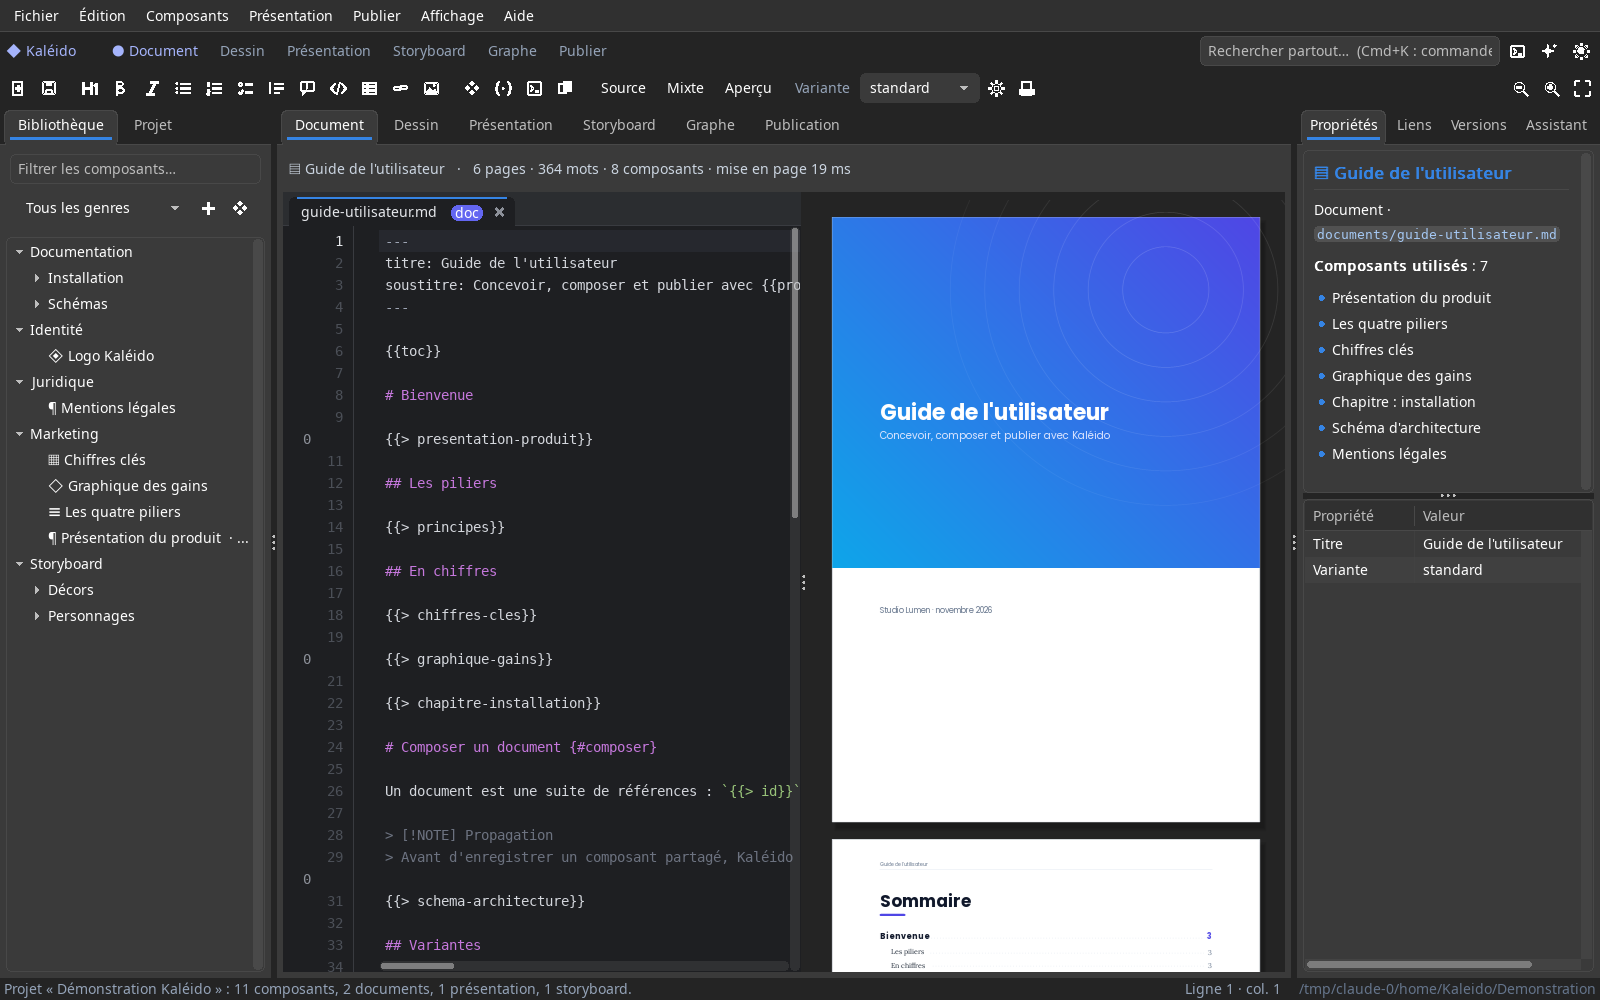 Fichier Édition Composants Présentation Publier Affichage Aide
Kaléido Document Dessin Présentation Storyboard Graphe Publier Rechercher partout... (Cmd+K : commande
H1 B I Source Mixte Aperçu Variante standard
Bibliothèque Projet
Document Dessin Présentation Storyboard Graphe Publication
Propriétés Liens Versions Assistant
Filtrer les composants...
Tous les genres
Documentation
Installation
Schémas
Identité
Logo Kaléido
Juridique
¶ Mentions légales
Marketing
Chiffres clés
Graphique des gains
Les quatre piliers
¶ Présentation du produit · ...
Storyboard
Décors
Personnages
Guide de l'utilisateur · 6 pages · 364 mots · 8 composants · mise en page 19 ms
guide-utilisateur.md doc ×
1 ---
2 titre: Guide de l'utilisateur
3 soustitre: Concevoir, composer et publier avec {{pro
4 ---
5
6 {{toc}}
7
8 # Bienvenue
9
0 {{> presentation-produit}}
11
12 ## Les piliers
13
14 {{> principes}}
15
16 ## En chiffres
17
18 {{> chiffres-cles}}
19
0 {{> graphique-gains}}
21
22 {{> chapitre-installation}}
23
24 # Composer un document {#composer}
25
26 Un document est une suite de références : `{{> id}}`
27
28 > [!NOTE] Propagation
29 > Avant d'enregistrer un composant partagé, Kaléido
0
31 {{> schema-architecture}}
32
33 ## Variantes
34
Guide de l'utilisateur
Concevoir, composer et publier avec Kaléido
Studio Lumen · novembre 2026
Guide de l'utilisateur
Sommaire
Bienvenue 3
Les piliers 3
En chiffres 3
Guide de l'utilisateur
Document ·
documents/guide-utilisateur.md
Composants utilisés : 7
Présentation du produit
Les quatre piliers
Chiffres clés
Graphique des gains
Chapitre : installation
Schéma d'architecture
Mentions légales
Propriété Valeur
Titre Guide de l'utilisateur
Variante standard
Projet « Démonstration Kaléido » : 11 composants, 2 documents, 1 présentation, 1 storyboard. Ligne 1 · col. 1 /tmp/claude-0/home/Kaleido/Demonstration